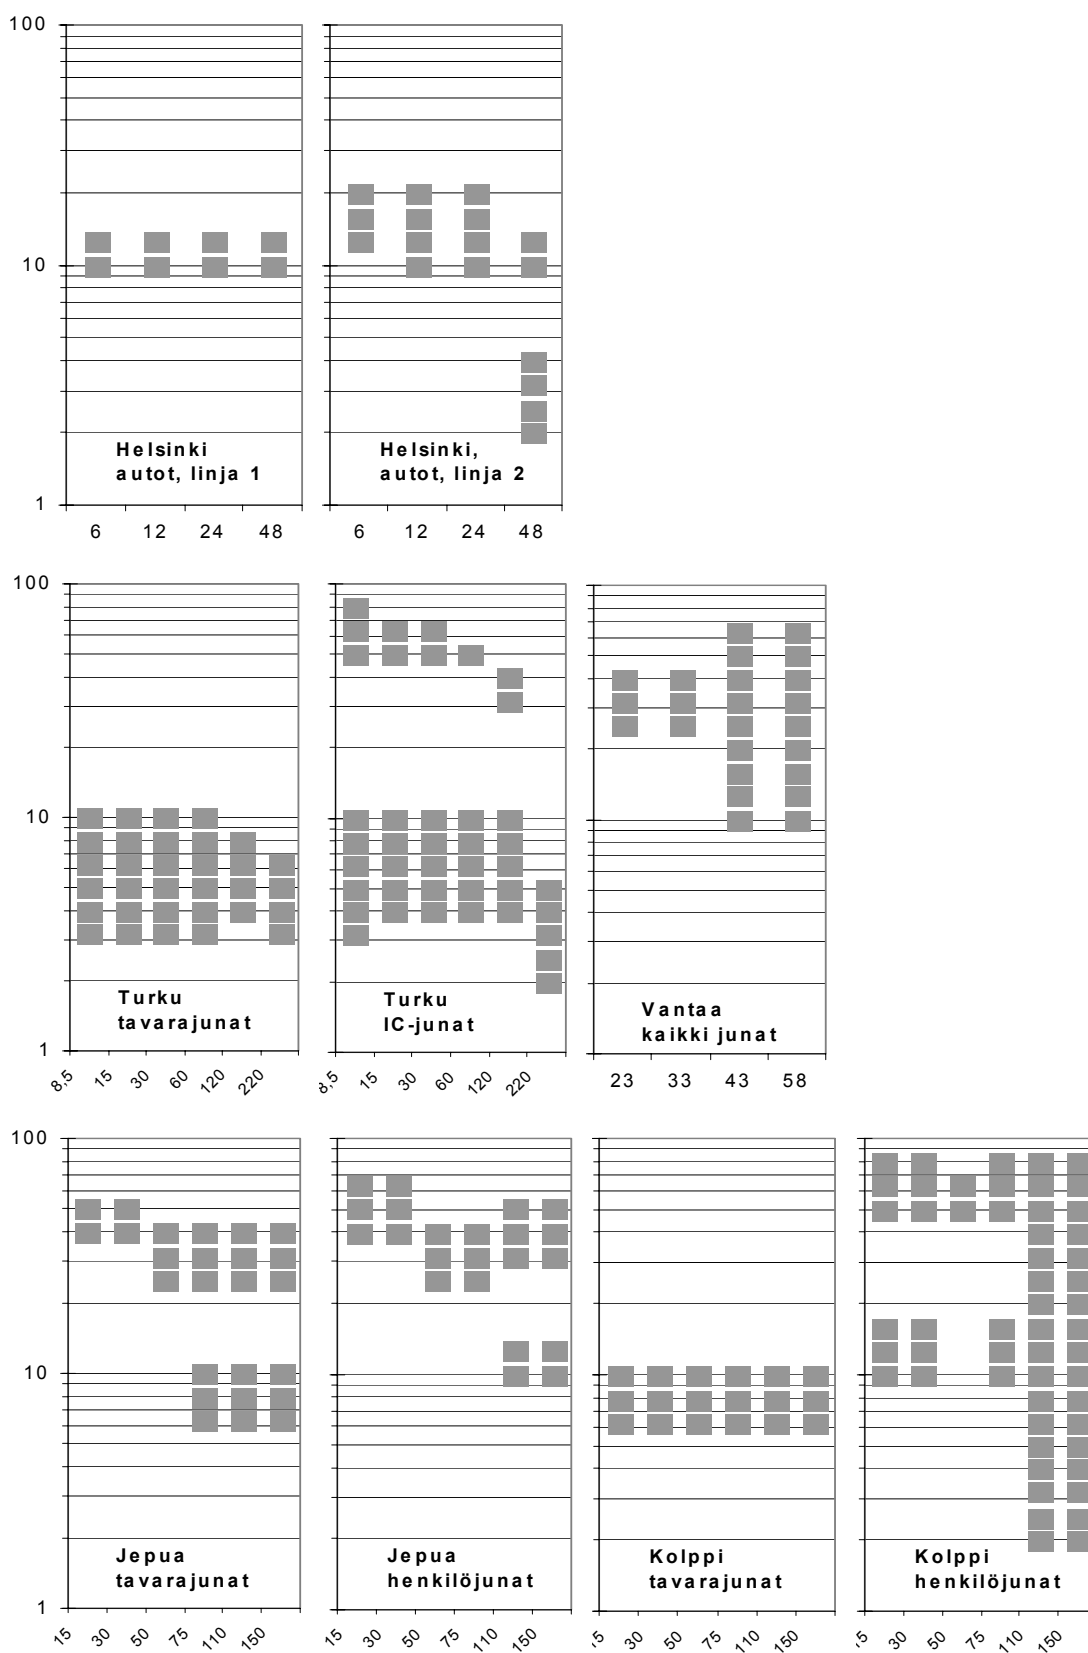 100
10
1
Helsinki
autot, linja 1
6 12 24 48
Helsinki,
autot, linja 2
6 12 24 48
100
10
1
Turku
tavarajunat
8,5 15 30 60 120 220
Turku
IC-junat
8,5 15 30 60 120 220
Vantaa
kaikki junat
23 33 43 58
100
10
1
Jepua
tavarajunat
15 30 50 75 110 150
Jepua
henkilöjunat
15 30 50 75 110 150
Kolppi
tavarajunat
15 30 50 75 110 150
Kolppi
henkilöjunat
15 30 50 75 110 150